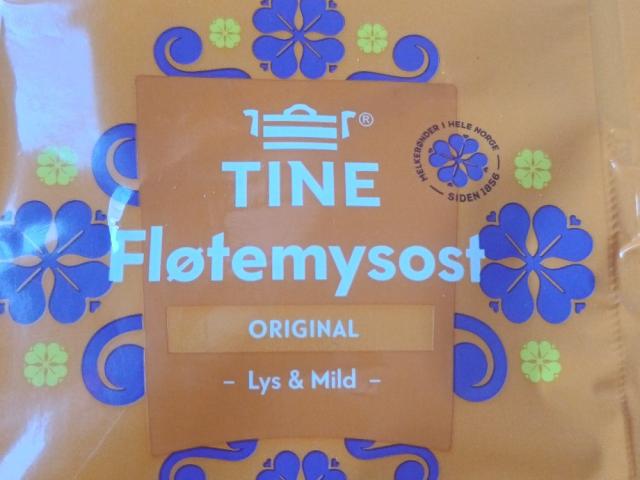 TINE®
MELKEBØNDER I HELE NORGE
SIDEN 1856
Fløtemysost
ORIGINAL
– Lys & Mild –